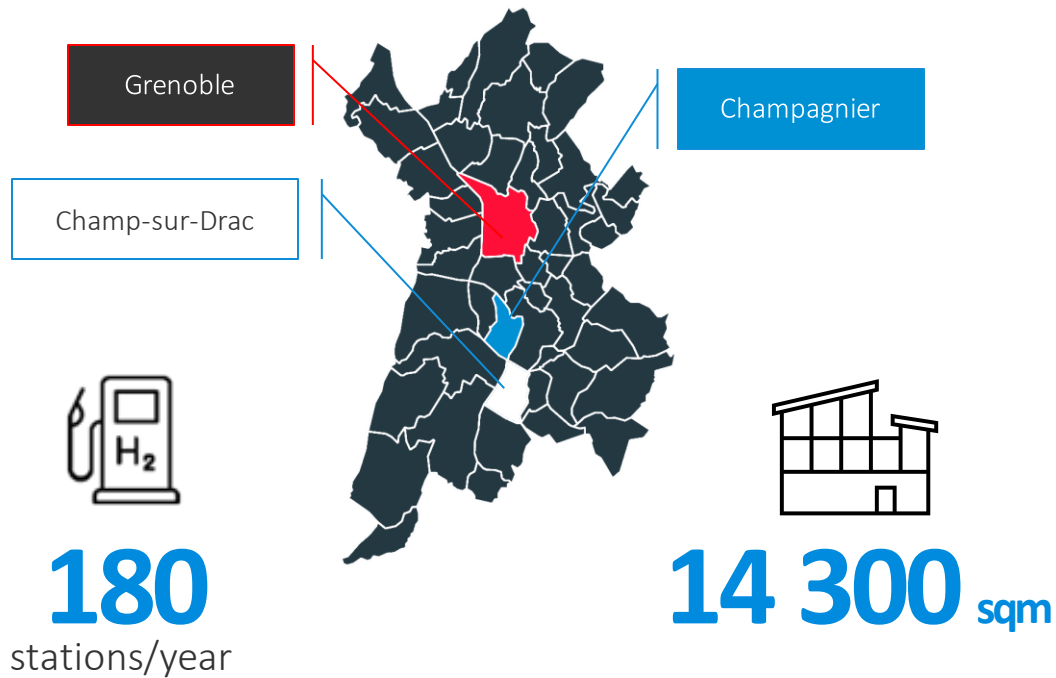 Grenoble
Champagnier
Champ-sur-Drac
H₂
180
stations/year
14 300 sqm